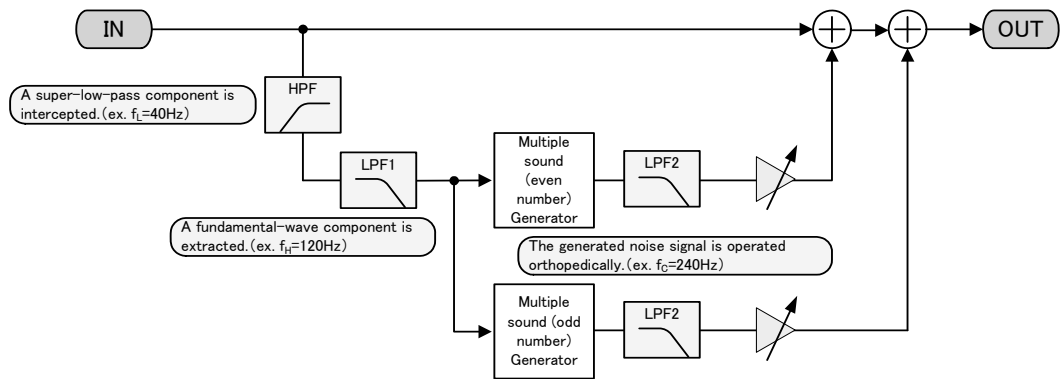 IN
OUT
HPF
A super-low-pass component is
intercepted.(ex. fL=40Hz)
LPF1
Multiple
sound
(even
number)
Generator
LPF2
A fundamental-wave component is
extracted.(ex. fH=120Hz)
The generated noise signal is operated
orthopedically.(ex. fC=240Hz)
Multiple
sound (odd
number)
Generator
LPF2